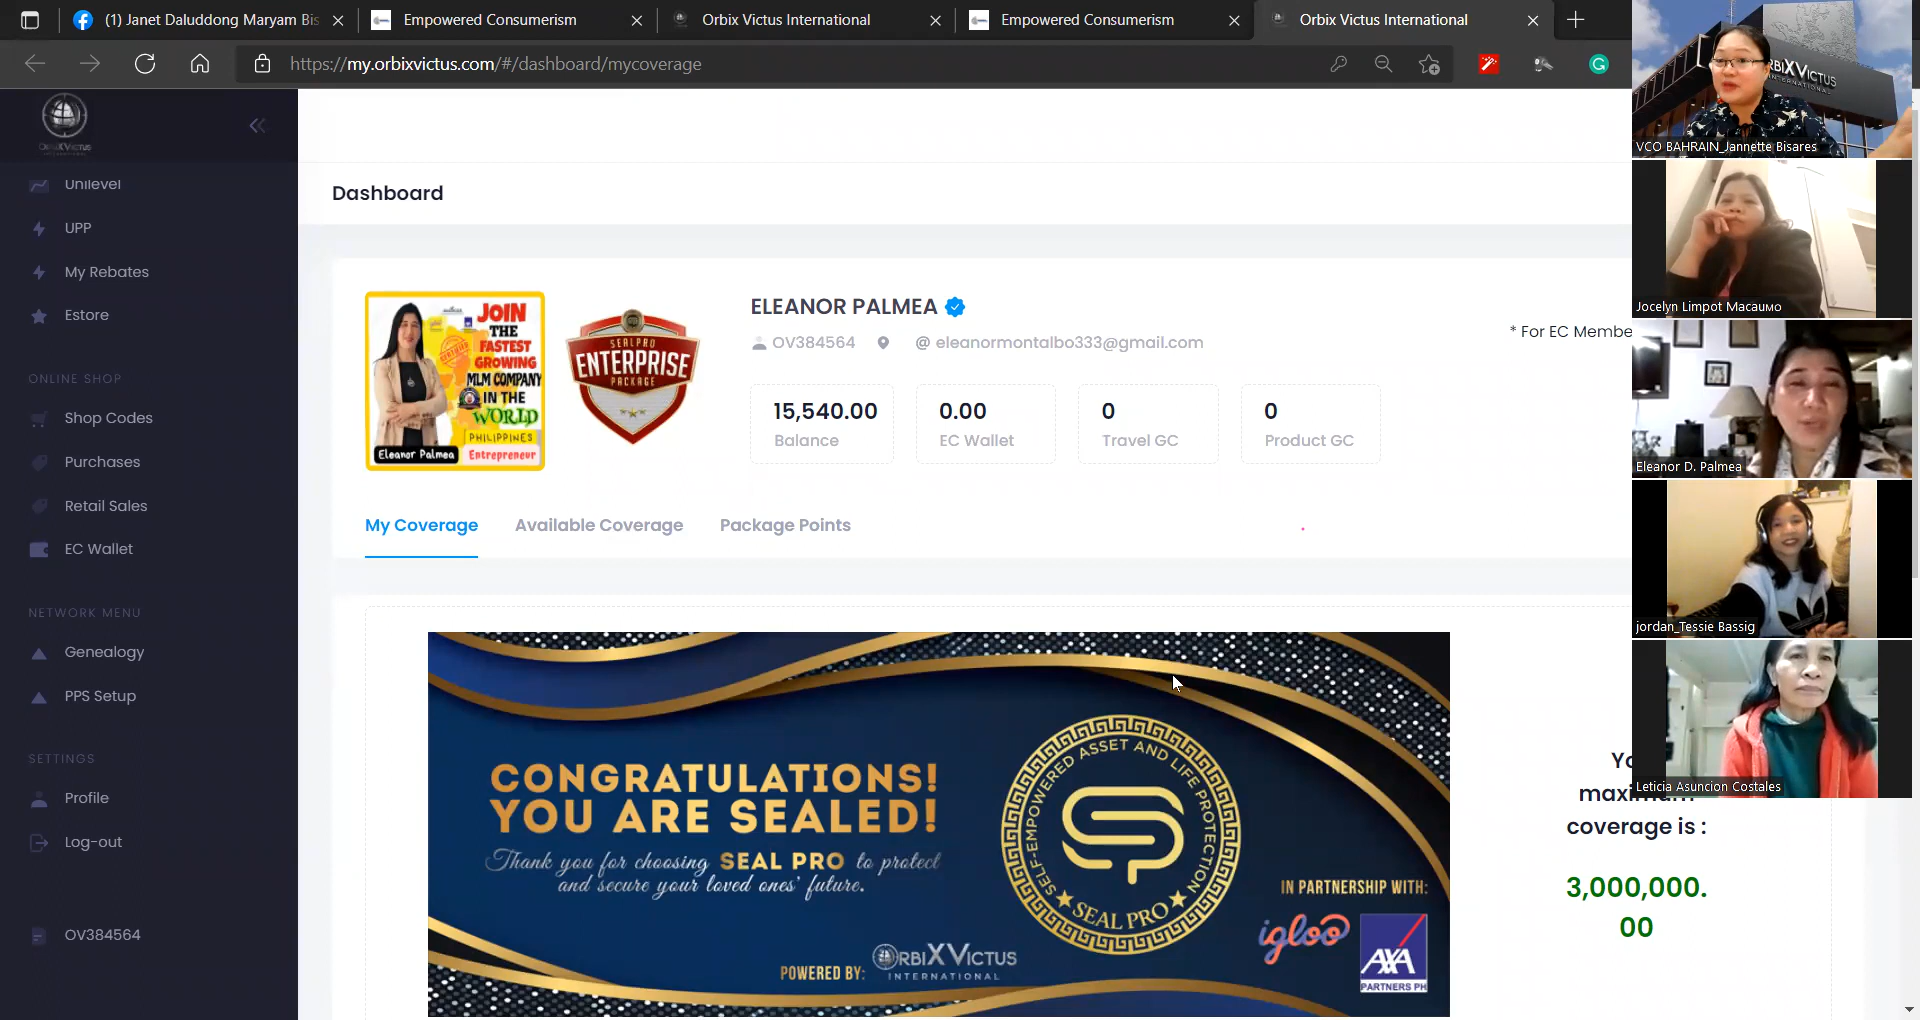 (1) Janet Daluddong Maryam Bis
Empowered Consumerism
Orbix Victus International
Empowered Consumerism
Orbix Victus International
https://my.orbixvictus.com/#/dashboard/mycoverage
ORBIXVICTUS
Unilevel
UPP
My Rebates
Estore
ONLINE SHOP
Shop Codes
Purchases
Retail Sales
EC Wallet
NETWORK MENU
Genealogy
PPS Setup
SETTINGS
Profile
Log-out
OV384564
Dashboard
JOIN
THE
FASTEST
GROWING
MLM COMPANY
IN THE
WORLD
PHILIPPINES
Eleanor Palmea
Entrepreneur
SEALPRO
ENTERPRISE
PACKAGE
ELEANOR PALMEA
OV384564
@ eleanormontalbo333@gmail.com
* For EC Membe
15,540.00
Balance
0.00
EC Wallet
0
Travel GC
0
Product GC
My Coverage
Available Coverage
Package Points
CONGRATULATIONS!
YOU ARE SEALED!
Thank you for choosing SEAL PRO to protect
and secure your loved ones' future.
SELF-EMPOWERED ASSET AND LIFE PROTECTION
SEAL PRO
POWERED BY:
ORBIXVICTUS
INTERNATIONAL
IN PARTNERSHIP WITH:
igloo
AXA
PARTNERS PH
coverage is :
3,000,000.
00
RBIXVICTUS
INTERNATIONAL
VCO BAHRAIN_Jannette Bisares
Jocelyn Limpot Macaumo
Eleanor D. Palmea
jordan_Tessie Bassig
Leticia Asuncion Costales